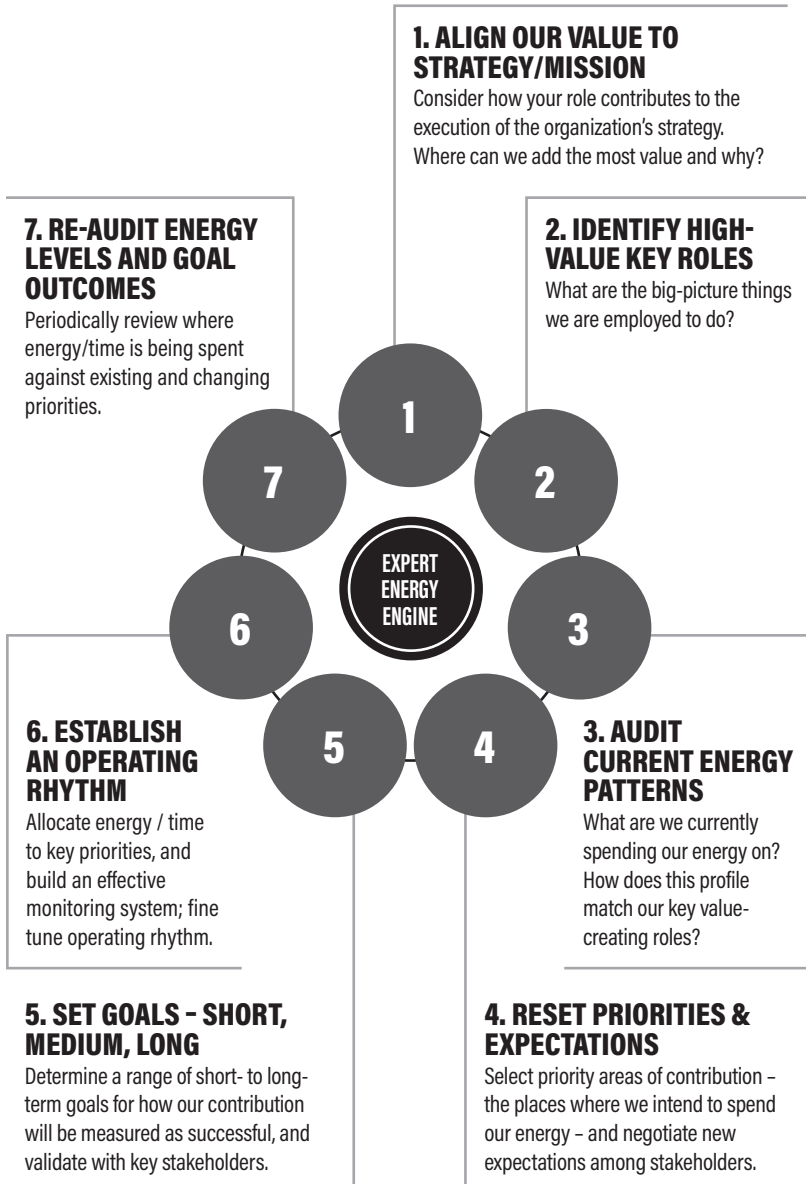 1. ALIGN OUR VALUE TO
STRATEGY/MISSION
Consider how your role contributes to the
execution of the organization's strategy.
Where can we add the most value and why?
2. IDENTIFY HIGH-
VALUE KEY ROLES
What are the big-picture things
we are employed to do?
7. RE-AUDIT ENERGY
LEVELS AND GOAL
OUTCOMES
Periodically review where
energy/time is being spent
against existing and changing
priorities.
1
7
2
EXPERT
ENERGY
ENGINE
6
3
5
4
3. AUDIT
CURRENT ENERGY
PATTERNS
What are we currently
spending our energy on?
How does this profile
match our key value-
creating roles?
6. ESTABLISH
AN OPERATING
RHYTHM
Allocate energy / time
to key priorities, and
build an effective
monitoring system; fine
tune operating rhythm.
5. SET GOALS – SHORT,
MEDIUM, LONG
Determine a range of short- to long-
term goals for how our contribution
will be measured as successful, and
validate with key stakeholders.
4. RESET PRIORITIES &
EXPECTATIONS
Select priority areas of contribution –
the places where we intend to spend
our energy – and negotiate new
expectations among stakeholders.